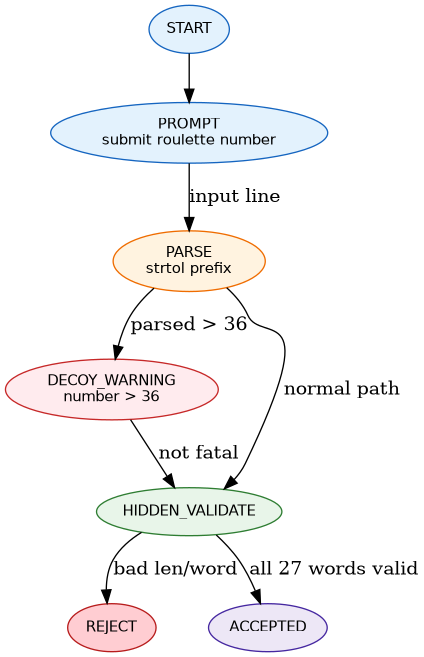 START
PROMPT
submit roulette number
input line
PARSE
strtol prefix
parsed > 36
DECOY_WARNING
number > 36
normal path
not fatal
HIDDEN_VALIDATE
bad len/word
all 27 words valid
REJECT
ACCEPTED